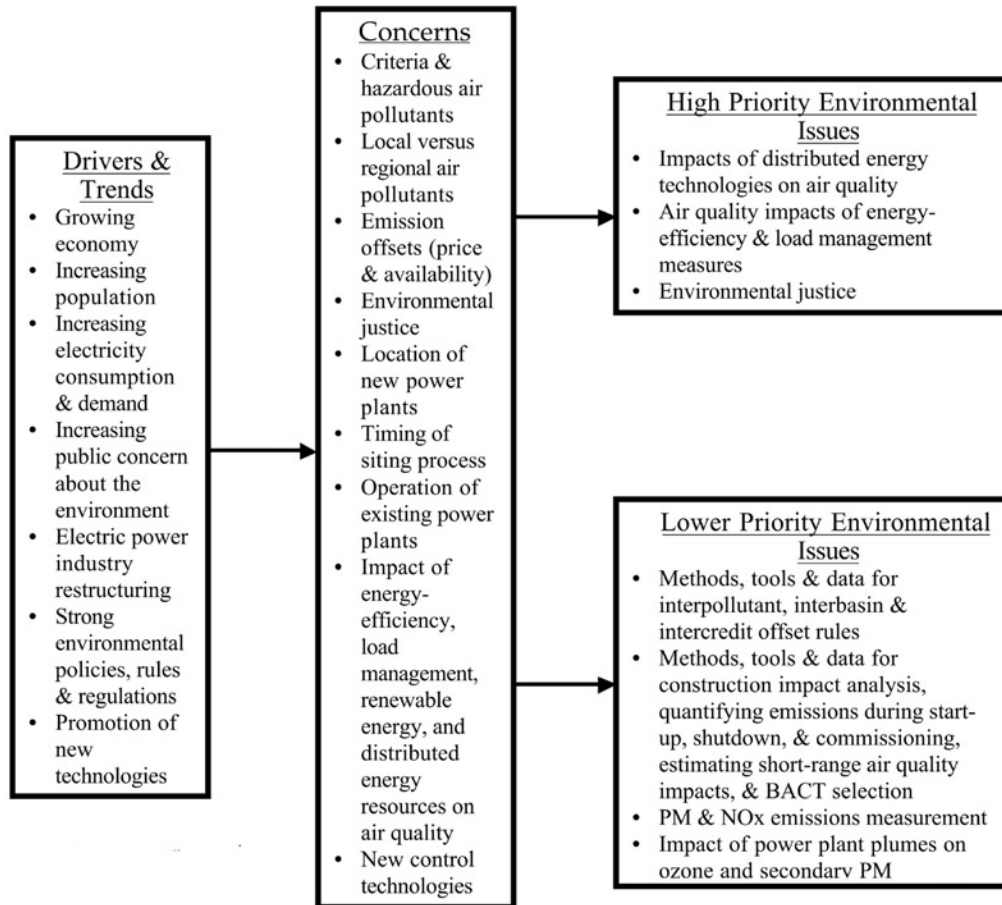 Drivers &
Trends
• Growing
economy
• Increasing
population
• Increasing
electricity
consumption
& demand
• Increasing
public concern
about the
environment
• Electric power
industry
restructuring
• Strong
environmental
policies, rules
& regulations
• Promotion of
new
technologies
Concerns
• Criteria &
hazardous air
pollutants
• Local versus
regional air
pollutants
• Emission
offsets (price
& availability)
• Environmental
justice
• Location of
new power
plants
• Timing of
siting process
• Operation of
existing power
plants
• Impact of
energy-
efficiency,
load
management,
renewable
energy, and
distributed
energy
resources on
air quality
• New control
technologies
High Priority Environmental
Issues
• Impacts of distributed energy
technologies on air quality
• Air quality impacts of energy-
efficiency & load management
measures
• Environmental justice
Lower Priority Environmental
Issues
• Methods, tools & data for
interpollutant, interbasin &
intercredit offset rules
• Methods, tools & data for
construction impact analysis,
quantifying emissions during start-
up, shutdown, & commissioning,
estimating short-range air quality
impacts, & BACT selection
• PM & NOx emissions measurement
• Impact of power plant plumes on
ozone and secondary PM